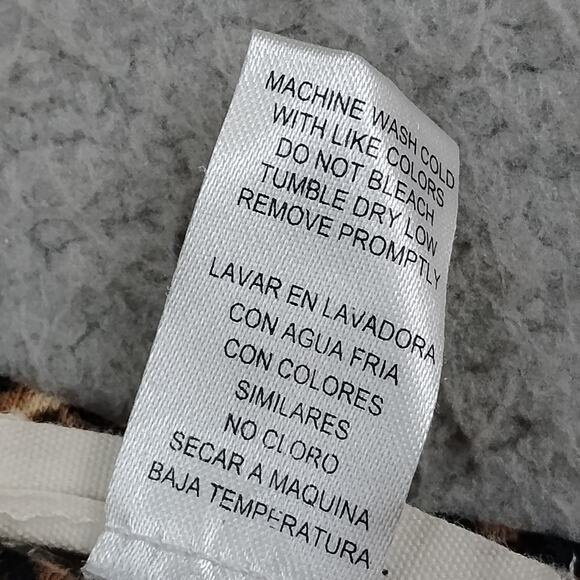 MACHINE WASH COLD
WITH LIKE COLORS
DO NOT BLEACH
TUMBLE DRY LOW
REMOVE PROMPTLY
LAVAR EN LAVADORA
CON AGUA FRIA
CON COLORES
SIMILARES
NO CLORO
SECAR A MAQUINA
BAJA TEMPERATURA